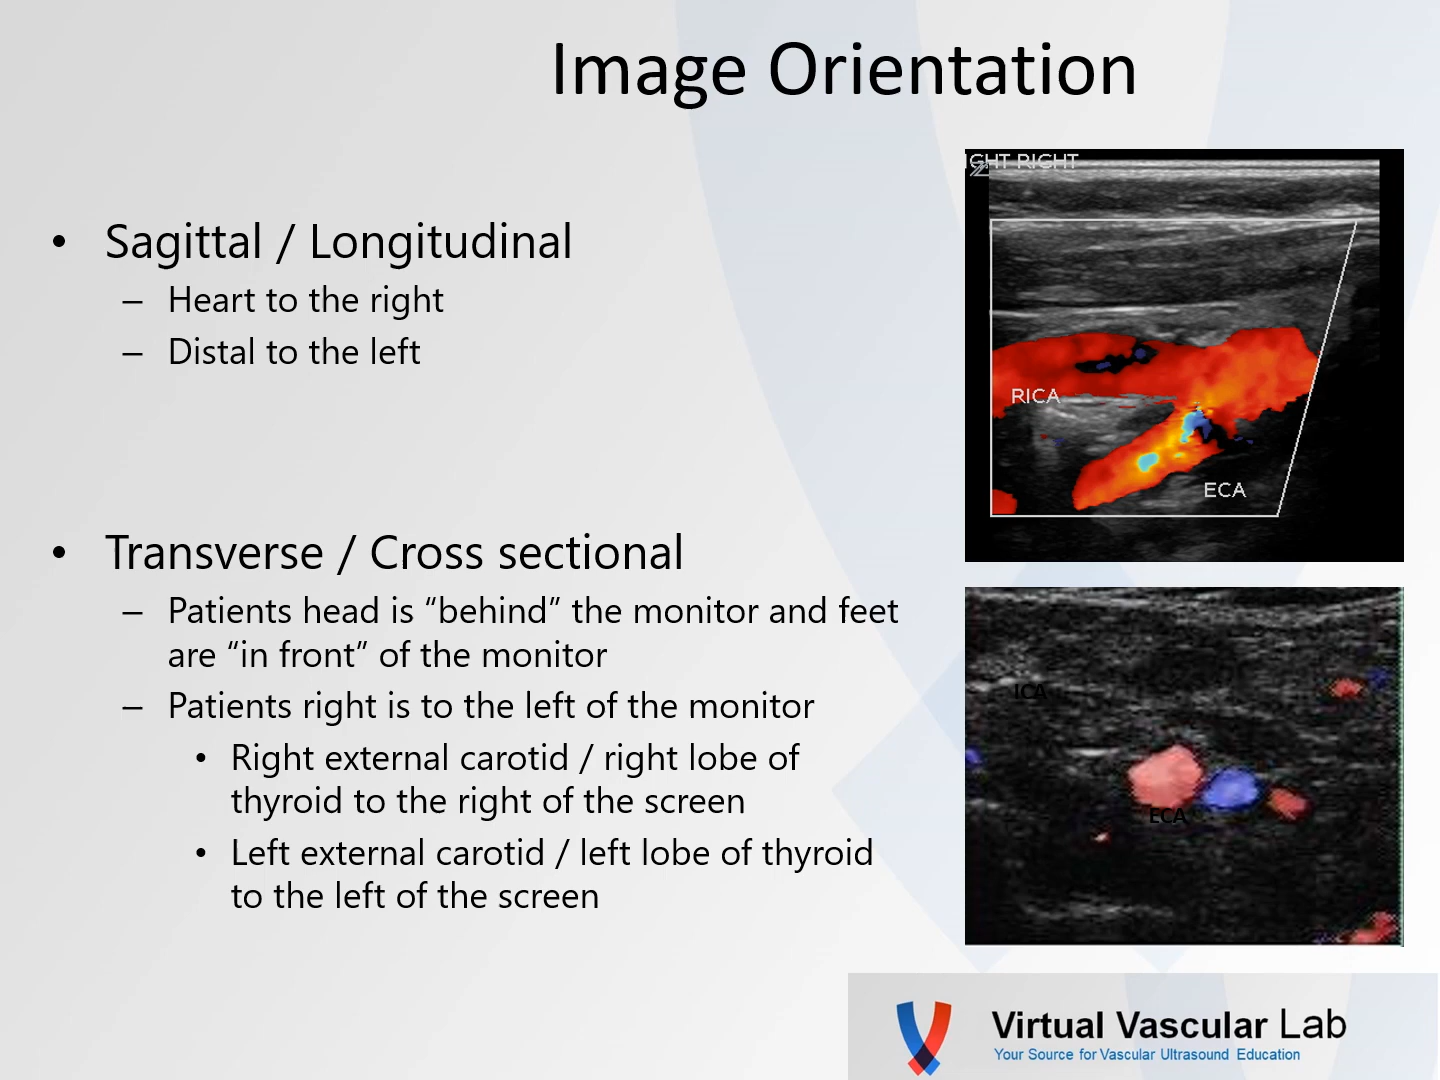 Image Orientation
• Sagittal / Longitudinal
– Heart to the right
– Distal to the left
• Transverse / Cross sectional
– Patients head is “behind” the monitor and feet
are “in front” of the monitor
– Patients right is to the left of the monitor
• Right external carotid / right lobe of
thyroid to the right of the screen
• Left external carotid / left lobe of thyroid
to the left of the screen
IGHT RIGHT
RICA
ECA
ICA
ECA
Virtual Vascular Lab
Your Source for Vascular Ultrasound Education